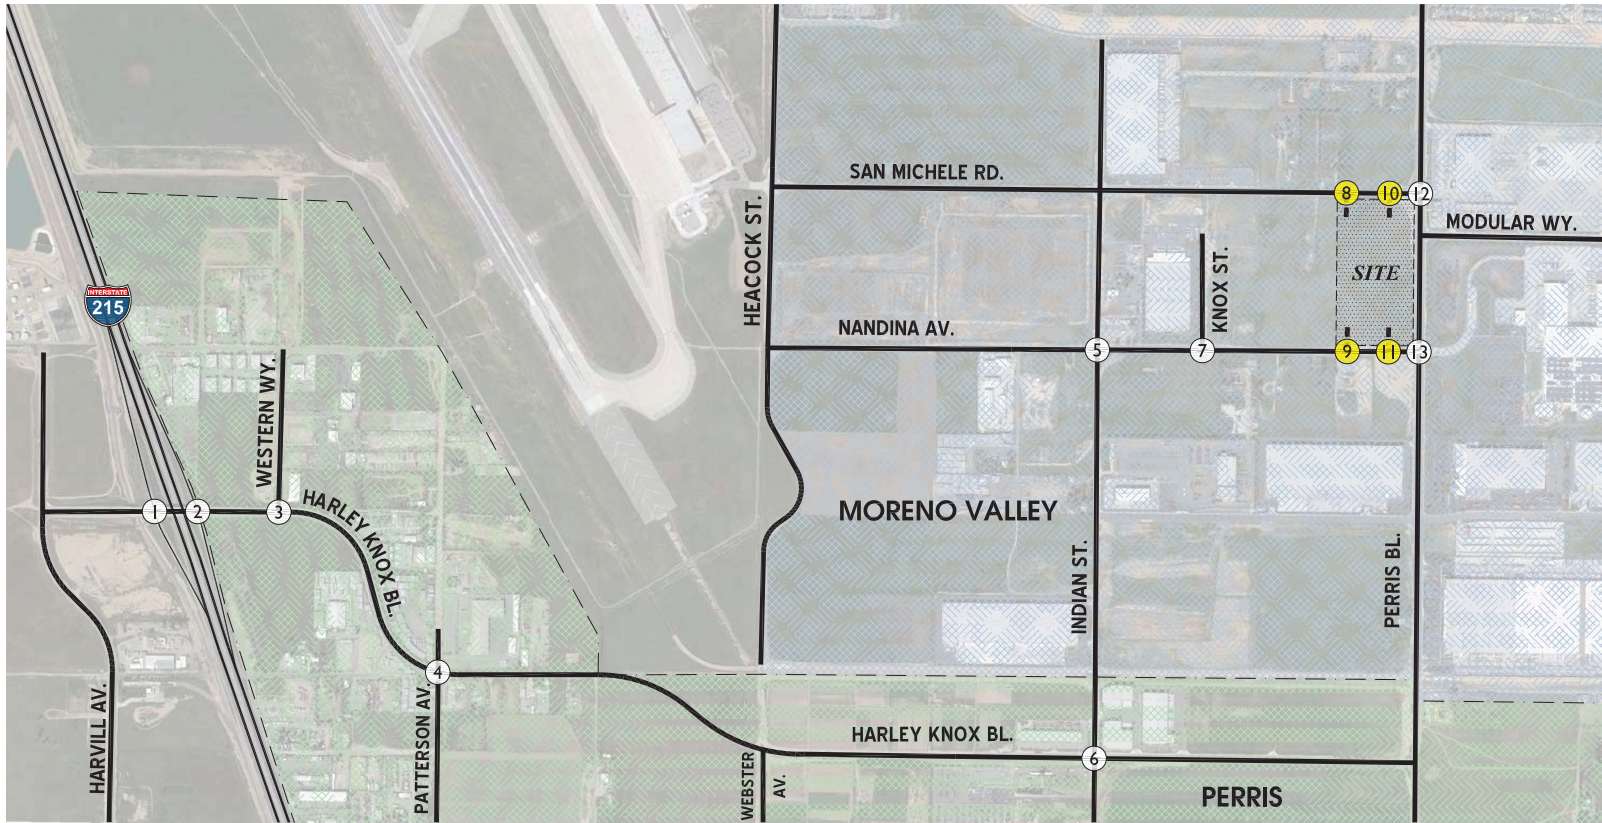 SAN MICHELE RD.
8
10
12
MODULAR WY.
HEACOCK ST.
KNOX ST.
SITE
INTERSTATE
215
NANDINA AV.
5
7
9
11
13
WESTERN WY.
1
2
3
HARLEY KNOX BL.
MORENO VALLEY
INDIAN ST.
PERRIS BL.
4
HARVILL AV.
PATTERSON AV.
HARLEY KNOX BL.
WEBSTER
AV.
6
PERRIS